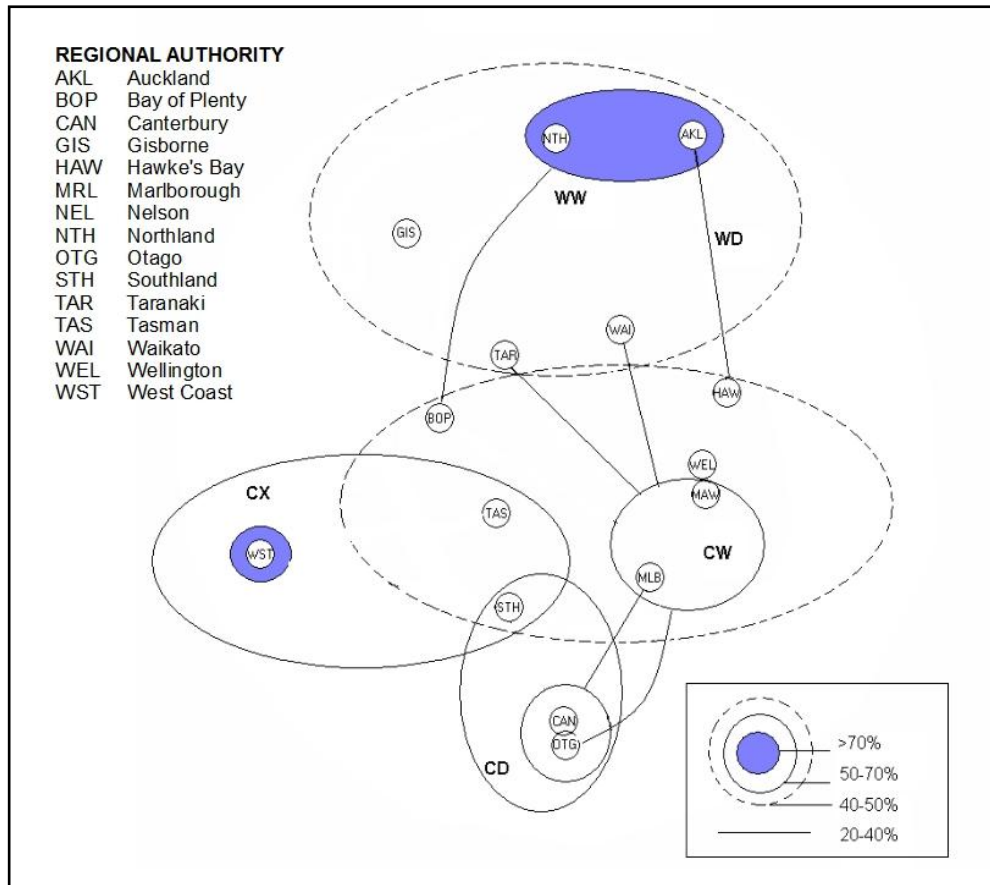 REGIONAL AUTHORITY
AKL Auckland
BOP Bay of Plenty
CAN Canterbury
GIS Gisborne
HAW Hawke's Bay
MRL Marlborough
NEL Nelson
NTH Northland
OTG Otago
STH Southland
TAR Taranaki
TAS Tasman
WAI Waikato
WEL Wellington
WST West Coast
NTH
AKL
WW
GIS
WD
WAI
TAR
HAW
BOP
WEL
CX
MAW
TAS
WST
CW
MLB
STH
CAN
OTG
CD
>70%
50-70%
40-50%
20-40%